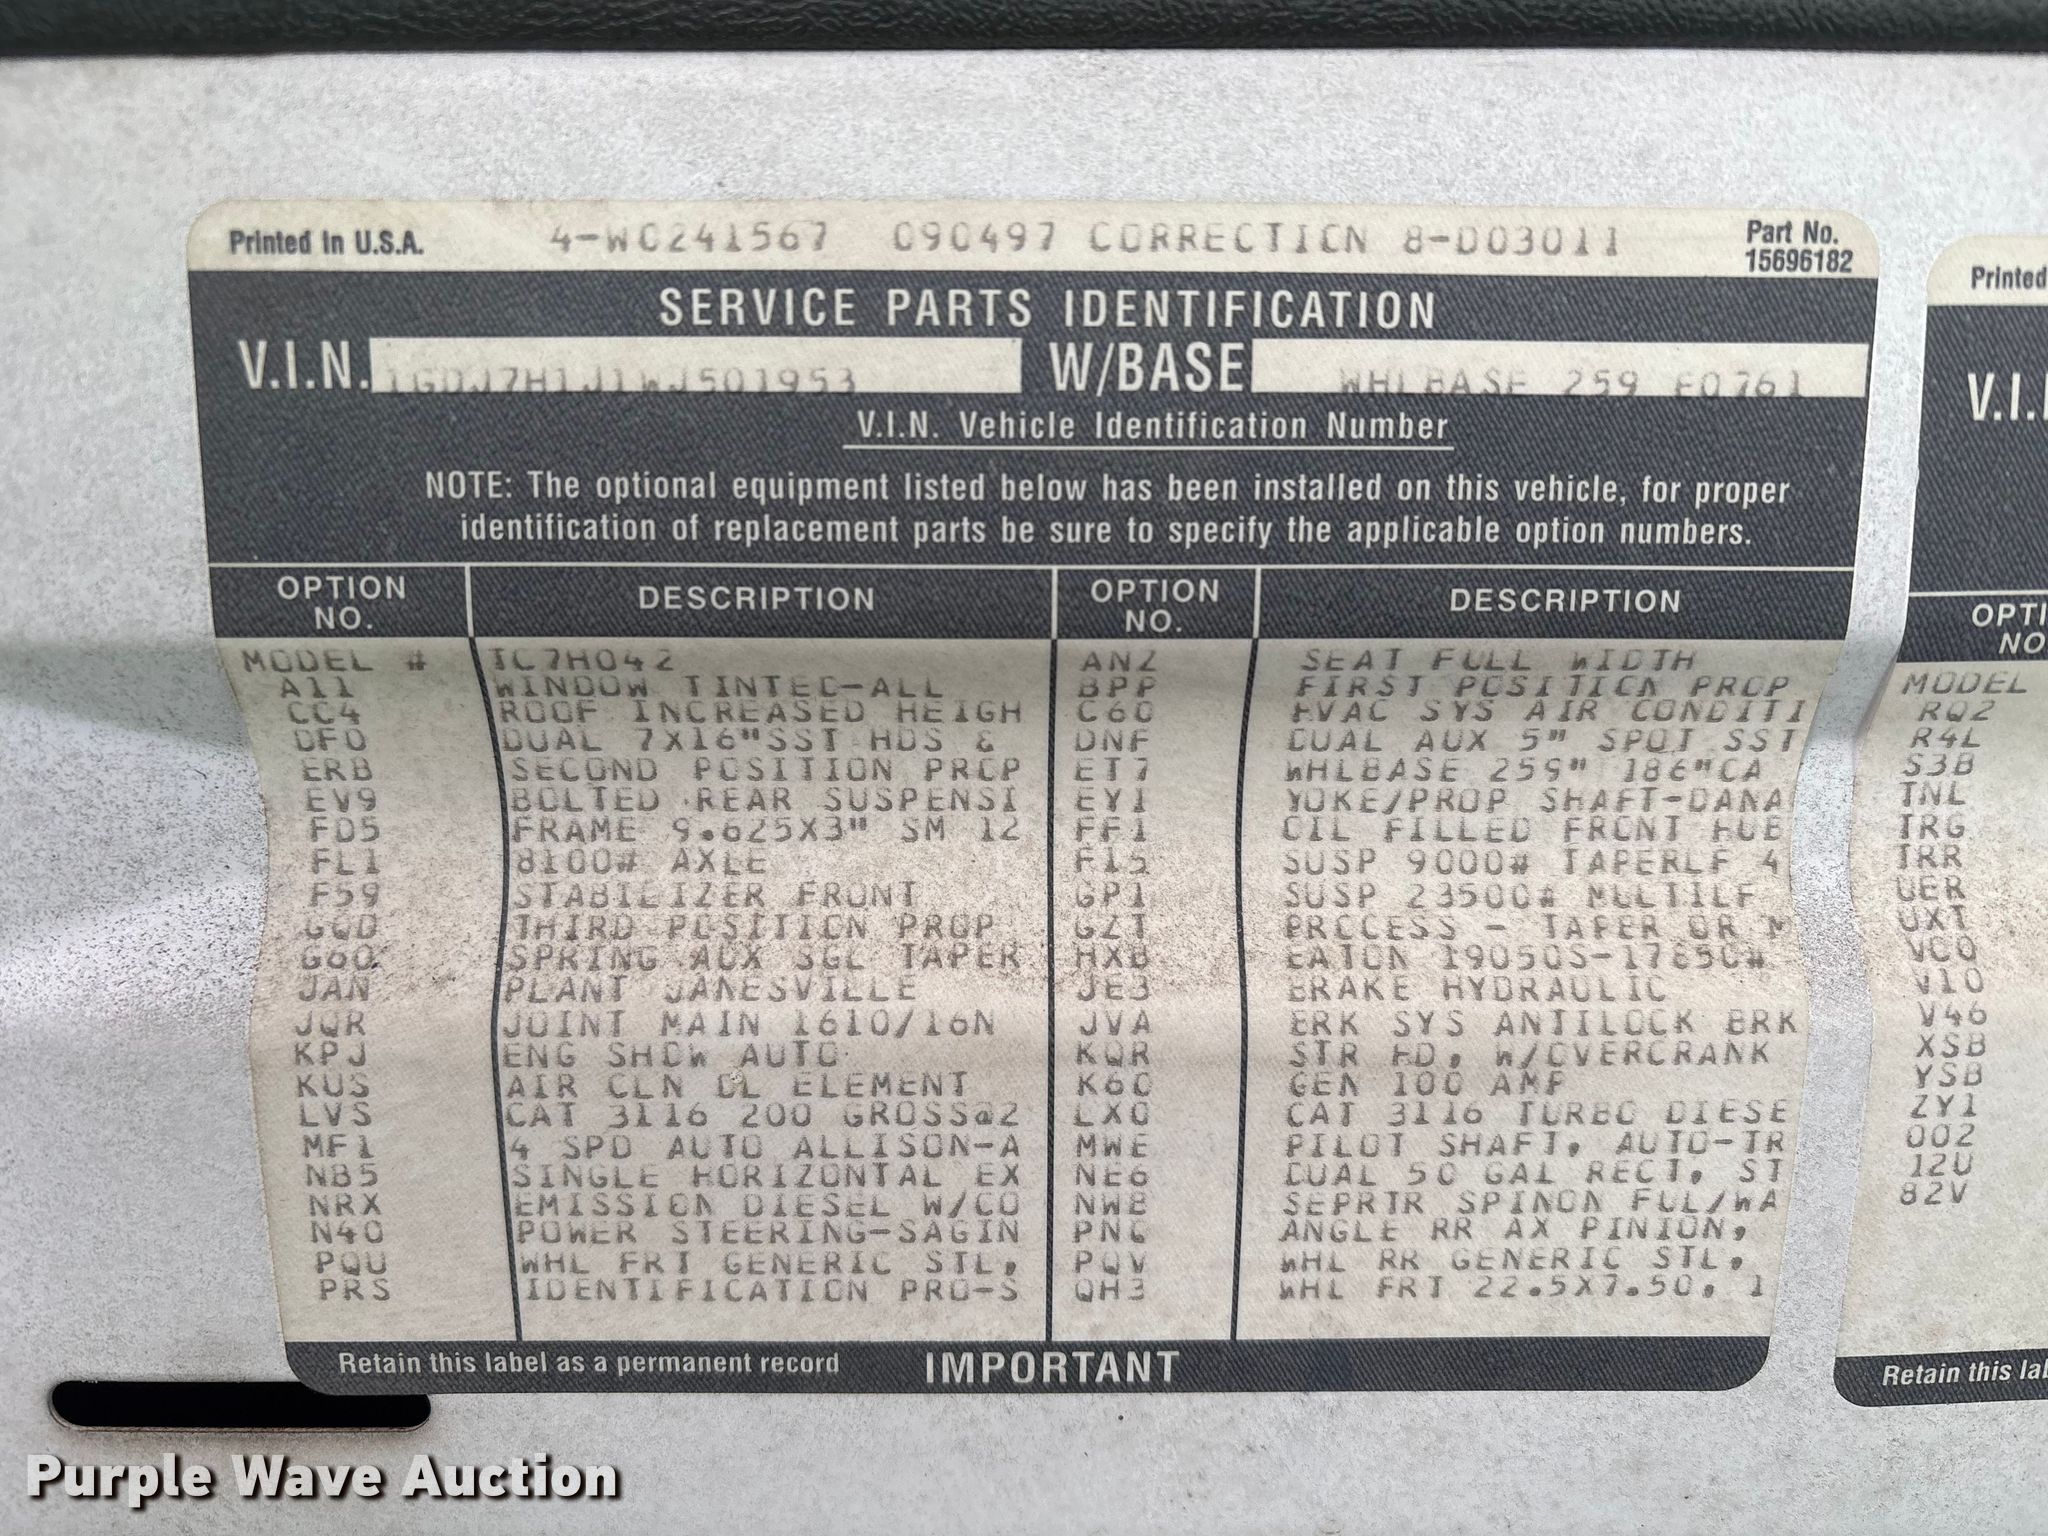 Printed In U.S.A. 4-WC241567 090497 CORRECTICN 8-D03011 Part No. 15696182
SERVICE PARTS IDENTIFICATION
V.I.N. 1GDJ7H1J1WJ501953 W/BASE WHLBASE 259 E0761
V.I.N. Vehicle Identification Number
NOTE: The optional equipment listed below has been installed on this vehicle, for proper
identification of replacement parts be sure to specify the applicable option numbers.
OPTION NO. DESCRIPTION OPTION NO. DESCRIPTION
MODEL # TC7H042 ANZ SEAT FULL WIDTH
A11 WINDOW TINTED-ALL BPP FIRST POSITION PROP
CC4 ROOF INCREASED HEIGH C60 HVAC SYS AIR CONDITI
DF0 DUAL 7X16"SST HDS & DNF DUAL AUX 5" SPOT SST
ERB SECOND POSITION PROP ET7 WHLBASE 259" 186"CA
EV9 BOLTED REAR SUSPENSI EY1 YOKE/PROP SHAFT-DANA
F05 FRAME 9.625X3" SM 12 FF1 OIL FILLED FRONT HUB
FL1 8100# AXLE F15 SUSP 9000# TAPERLF 4
F59 STABILIZER FRONT GP1 SUSP 23500# MULTILF
GQD THIRD POSITION PROP GZT PROCESS - TAPER OR M
G60 SPRING AUX SGL TAPER HXB EATON 19050S-17850#
JAN PLANT JANESVILLE JE3 BRAKE HYDRAULIC
JQR JOINT MAIN 1610/16N JVA BRK SYS ANTILOCK BRK
KPJ ENG SHOW AUTO KQR STR HD, W/OVERCRANK
KUS AIR CLN DL ELEMENT K60 GEN 100 AMP
LVS CAT 3116 200 GROSS@2 LX0 CAT 3116 TURBO DIESE
MF1 4 SPD AUTO ALLISON-A MWE PILOT SHAFT, AUTO-TR
NB5 SINGLE HORIZONTAL EX NE6 DUAL 50 GAL RECT, ST
NRX EMISSION DIESEL W/CO NWE SEPRTR SPINON FUL/WA
N40 POWER STEERING-SAGIN PNC ANGLE RR AX PINION,
PQU WHL FRT GENERIC STL, PQV WHL RR GENERIC STL,
PRS IDENTIFICATION PRO-S QH3 WHL FRT 22.5X7.50, 1
Retain this label as a permanent record IMPORTANT
Printed
V.I.
OPTI
NO
MODEL
RQ2
R4L
S3B
TNL
TRG
TRR
UER
UXT
VC0
V10
V46
XSB
YSB
ZY1
002
12U
82V
Retain this lab
Purple Wave Auction